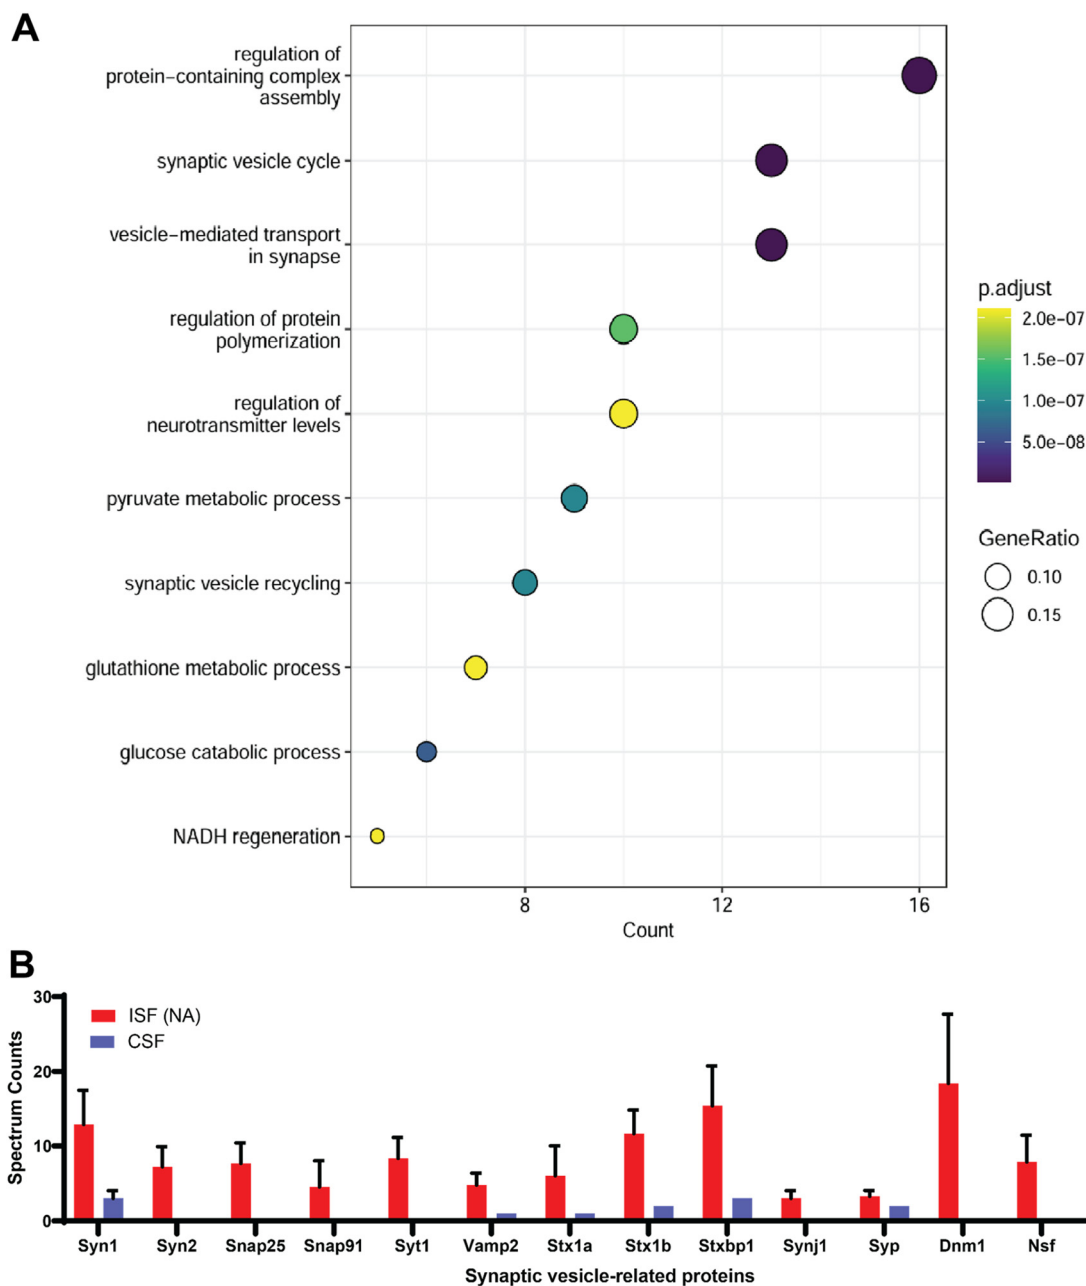 A
regulation of
protein−containing complex
assembly
synaptic vesicle cycle
vesicle−mediated transport
in synapse
regulation of protein
polymerization
regulation of
neurotransmitter levels
pyruvate metabolic process
synaptic vesicle recycling
glutathione metabolic process
glucose catabolic process
NADH regeneration
8 12 16
Count
p.adjust
2.0e−07
1.5e−07
1.0e−07
5.0e−08
GeneRatio
0.10
0.15
B
30
20
10
0
Spectrum Counts
ISF (NA)
CSF
Syn1 Syn2 Snap25 Snap91 Syt1 Vamp2 Stx1a Stx1b Stxbp1 Synj1 Syp Dnm1 Nsf
Synaptic vesicle-related proteins